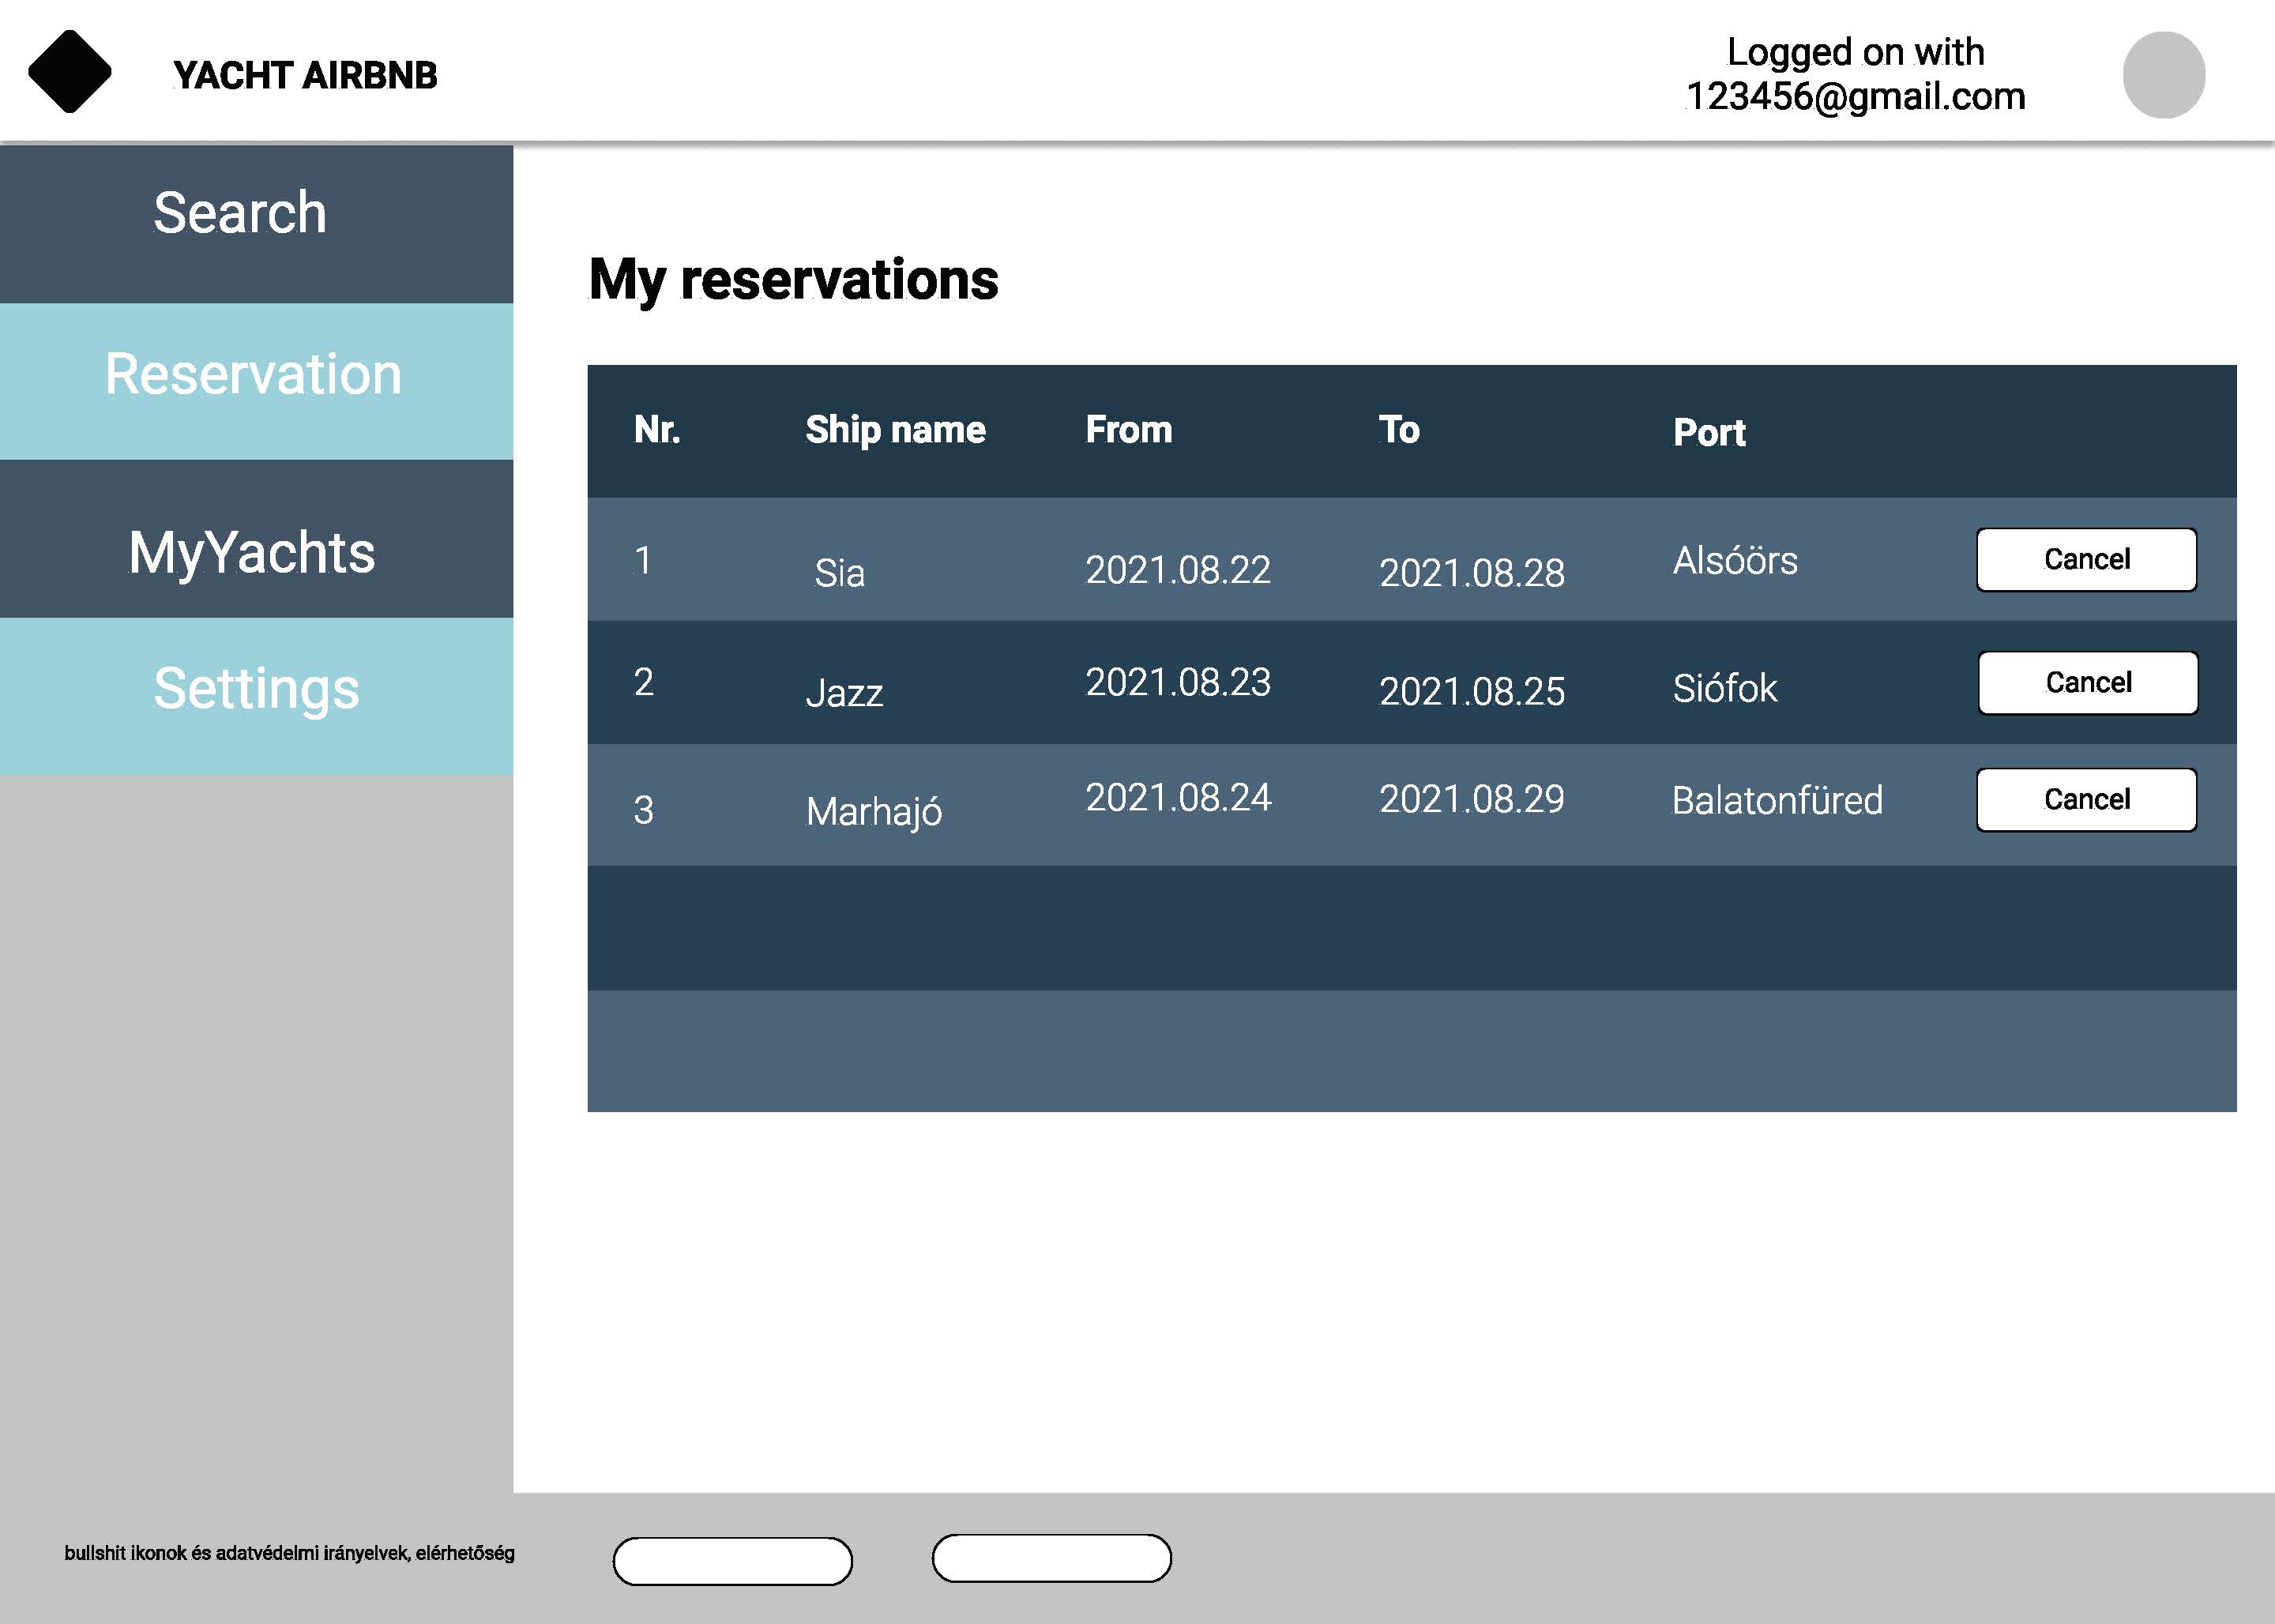 YACHT AIRBNB
Logged on with
123456@gmail.com
Search
Reservation
MyYachts
Settings
My reservations
Nr. Ship name From To Port
1 Sia 2021.08.22 2021.08.28 Alsóörs Cancel
2 Jazz 2021.08.23 2021.08.25 Siófok Cancel
3 Marhajó 2021.08.24 2021.08.29 Balatonfüred Cancel
bullshit ikonok és adatvédelmi irányelvek, elérhetőség